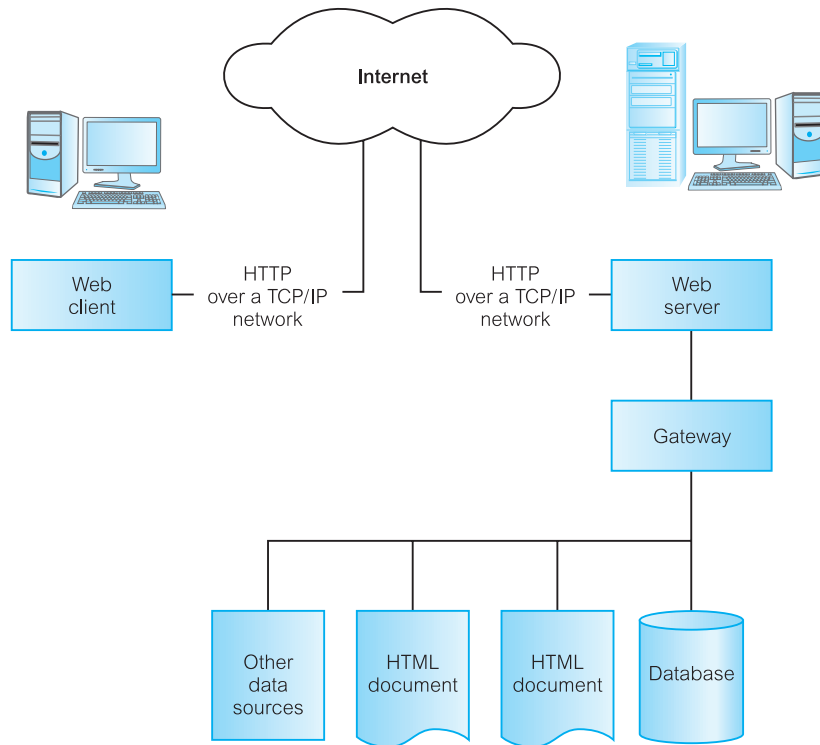 Internet
Web
client
HTTP
over a TCP/IP
network
HTTP
over a TCP/IP
network
Web
server
Gateway
Other
data
sources
HTML
document
HTML
document
Database